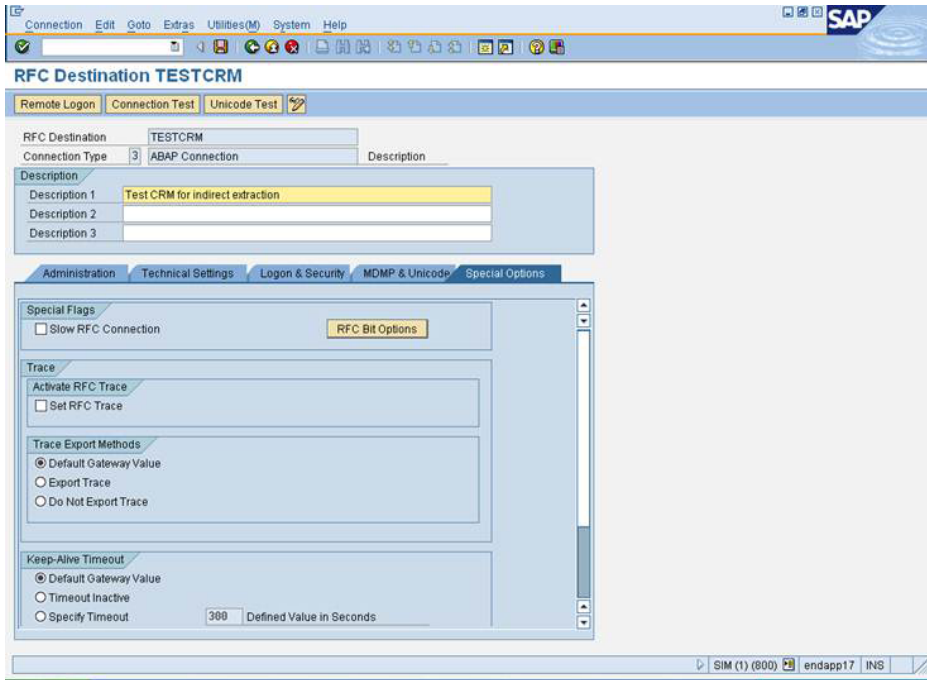 Connection Edit Goto Extras Utilities(M) System Help
SAP
RFC Destination TESTCRM
Remote Logon Connection Test Unicode Test
RFC Destination TESTCRM
Connection Type 3 ABAP Connection Description
Description
Description 1 Test CRM for indirect extraction
Description 2
Description 3
Administration Technical Settings Logon & Security MDMP & Unicode Special Options
Special Flags
Slow RFC Connection RFC Bit Options
Trace
Activate RFC Trace
Set RFC Trace
Trace Export Methods
Default Gateway Value
Export Trace
Do Not Export Trace
Keep-Alive Timeout
Default Gateway Value
Timeout Inactive
Specify Timeout 300 Defined Value in Seconds
SIM (1) (800) endapp17 INS